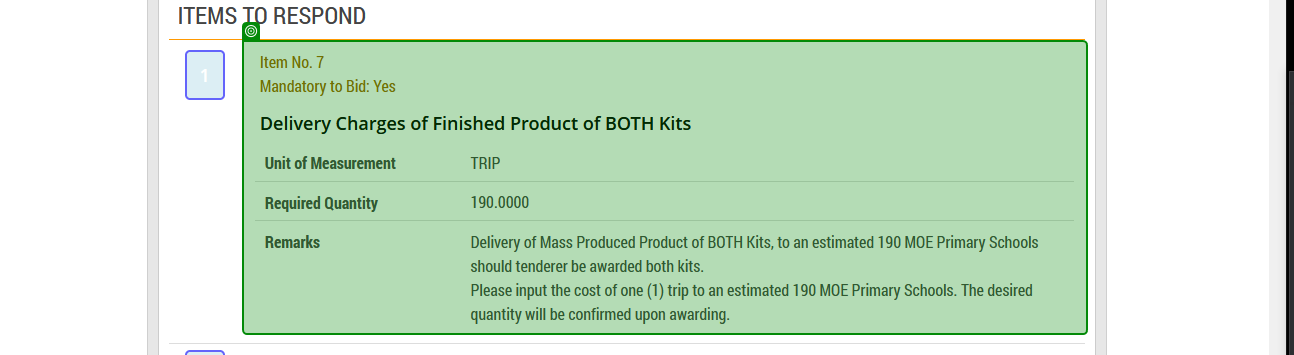 ITEMS TO RESPOND
1
Item No. 7
Mandatory to Bid: Yes
Delivery Charges of Finished Product of BOTH Kits
Unit of Measurement TRIP
Required Quantity 190.0000
Remarks Delivery of Mass Produced Product of BOTH Kits, to an estimated 190 MOE Primary Schools
should tenderer be awarded both kits.
Please input the cost of one (1) trip to an estimated 190 MOE Primary Schools. The desired
quantity will be confirmed upon awarding.